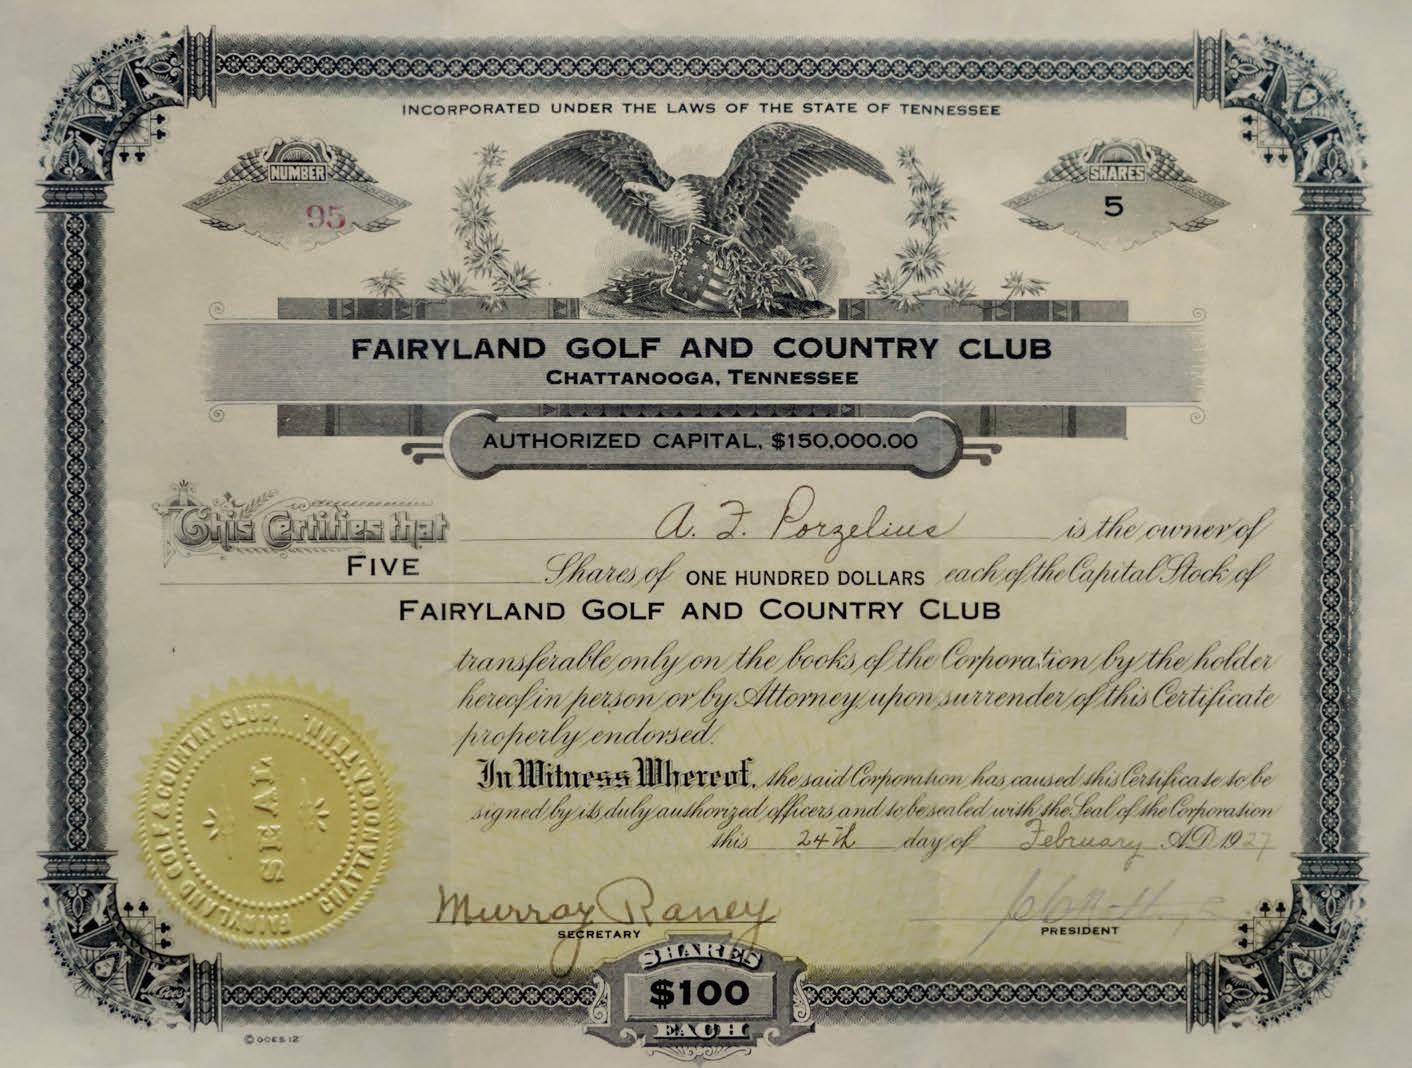 INCORPORATED UNDER THE LAWS OF THE STATE OF TENNESSEE
NUMBER
95
SHARES
5
FAIRYLAND GOLF AND COUNTRY CLUB
CHATTANOOGA, TENNESSEE
AUTHORIZED CAPITAL, $150,000.00
This Certifies that A. F. Porzelius is the owner of
FIVE Shares of ONE HUNDRED DOLLARS each of the Capital Stock of
FAIRYLAND GOLF AND COUNTRY CLUB
transferable only on the books of the Corporation by the holder
hereof in person or by Attorney upon surrender of this Certificate
properly endorsed.
In Witness Whereof, the said Corporation has caused this Certificate to be
signed by its duly authorized officers and to be sealed with the Seal of the Corporation
this 24th day of February A.D. 1927
FAIRYLAND GOLF & COUNTRY CLUB.
CHATTANOOGA, TENN.
SEAL
Murray Raney
SECRETARY
PRESIDENT
SHARES
$100
EACH
© GOES 12